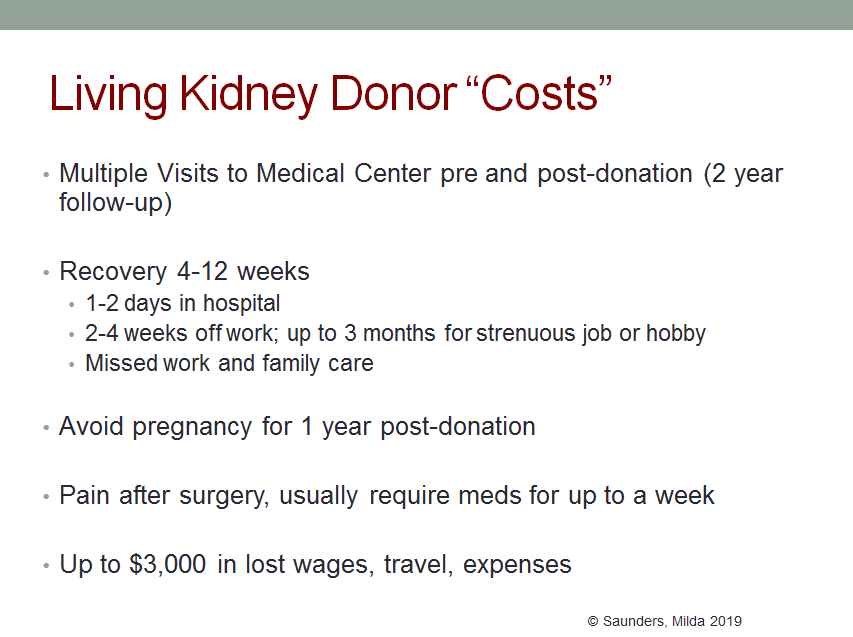 Living Kidney Donor “Costs”
• Multiple Visits to Medical Center pre and post-donation (2 year
follow-up)
• Recovery 4-12 weeks
• 1-2 days in hospital
• 2-4 weeks off work; up to 3 months for strenuous job or hobby
• Missed work and family care
• Avoid pregnancy for 1 year post-donation
• Pain after surgery, usually require meds for up to a week
• Up to $3,000 in lost wages, travel, expenses
© Saunders, Milda 2019